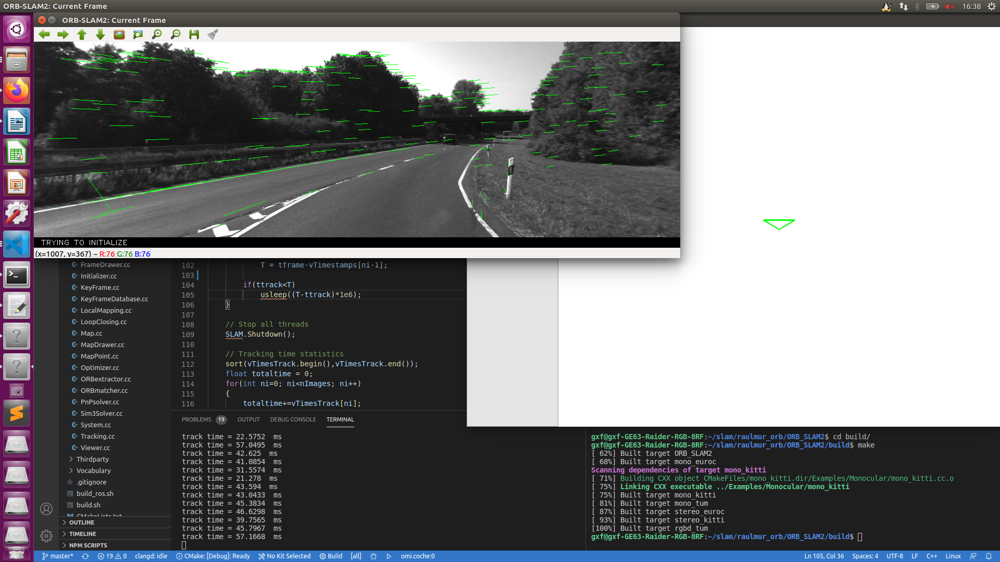 ORB-SLAM2: Current Frame
16:38
ORB-SLAM2: Current Frame
TRYING TO INITIALIZE
(x=1007, y=367) ~ R:76 G:76 B:76
FrameDrawer.cc
Initializer.cc
KeyFrame.cc
KeyFrameDatabase.cc
LocalMapping.cc
LoopClosing.cc
Map.cc
MapDrawer.cc
MapPoint.cc
Optimizer.cc
ORBextractor.cc
ORBmatcher.cc
PnPsolver.cc
Sim3Solver.cc
System.cc
Tracking.cc
Viewer.cc
Thirdparty
Vocabulary
.gitignore
build_ros.sh
build.sh
CMakeLists.txt
OUTLINE
TIMELINE
NPM SCRIPTS
102 T = tframe-vTimestamps[ni-1];
103
104 if(ttrack<T)
105 usleep((T-ttrack)*1e6);
106 }
107
108 // Stop all threads
109 SLAM.Shutdown();
110
111 // Tracking time statistics
112 sort(vTimesTrack.begin(),vTimesTrack.end());
113 float totaltime = 0;
114 for(int ni=0; ni<nImages; ni++)
115 {
116 totaltime+=vTimesTrack[ni];
PROBLEMS 19 OUTPUT DEBUG CONSOLE TERMINAL
track time = 22.5752  ms
track time = 57.0495  ms
track time = 42.625  ms
track time = 41.0854  ms
track time = 31.5574  ms
track time = 21.278  ms
track time = 43.594  ms
track time = 43.0433  ms
track time = 45.3834  ms
track time = 46.6298  ms
track time = 39.7565  ms
track time = 45.7967  ms
track time = 57.1668  ms
gxf@gxf-GE63-Raider-RGB-8RF:~/slam/raulmur_orb/ORB_SLAM2$ cd build/
gxf@gxf-GE63-Raider-RGB-8RF:~/slam/raulmur_orb/ORB_SLAM2/build$ make
[ 62%] Built target ORB_SLAM2
[ 68%] Built target mono_euroc
Scanning dependencies of target mono_kitti
[ 71%] Building CXX object CMakeFiles/mono_kitti.dir/Examples/Monocular/mono_kitti.cc.o
[ 75%] Linking CXX executable ../Examples/Monocular/mono_kitti
[ 75%] Built target mono_kitti
[ 81%] Built target mono_tum
[ 87%] Built target stereo_euroc
[ 93%] Built target stereo_kitti
[100%] Built target rgbd_tum
gxf@gxf-GE63-Raider-RGB-8RF:~/slam/raulmur_orb/ORB_SLAM2/build$
master* 19 0 clangd: idle CMake: [Debug]: Ready No Kit Selected Build [all] omi.coche:0 Ln 105, Col 36 Spaces: 4 UTF-8 LF C++ Linux